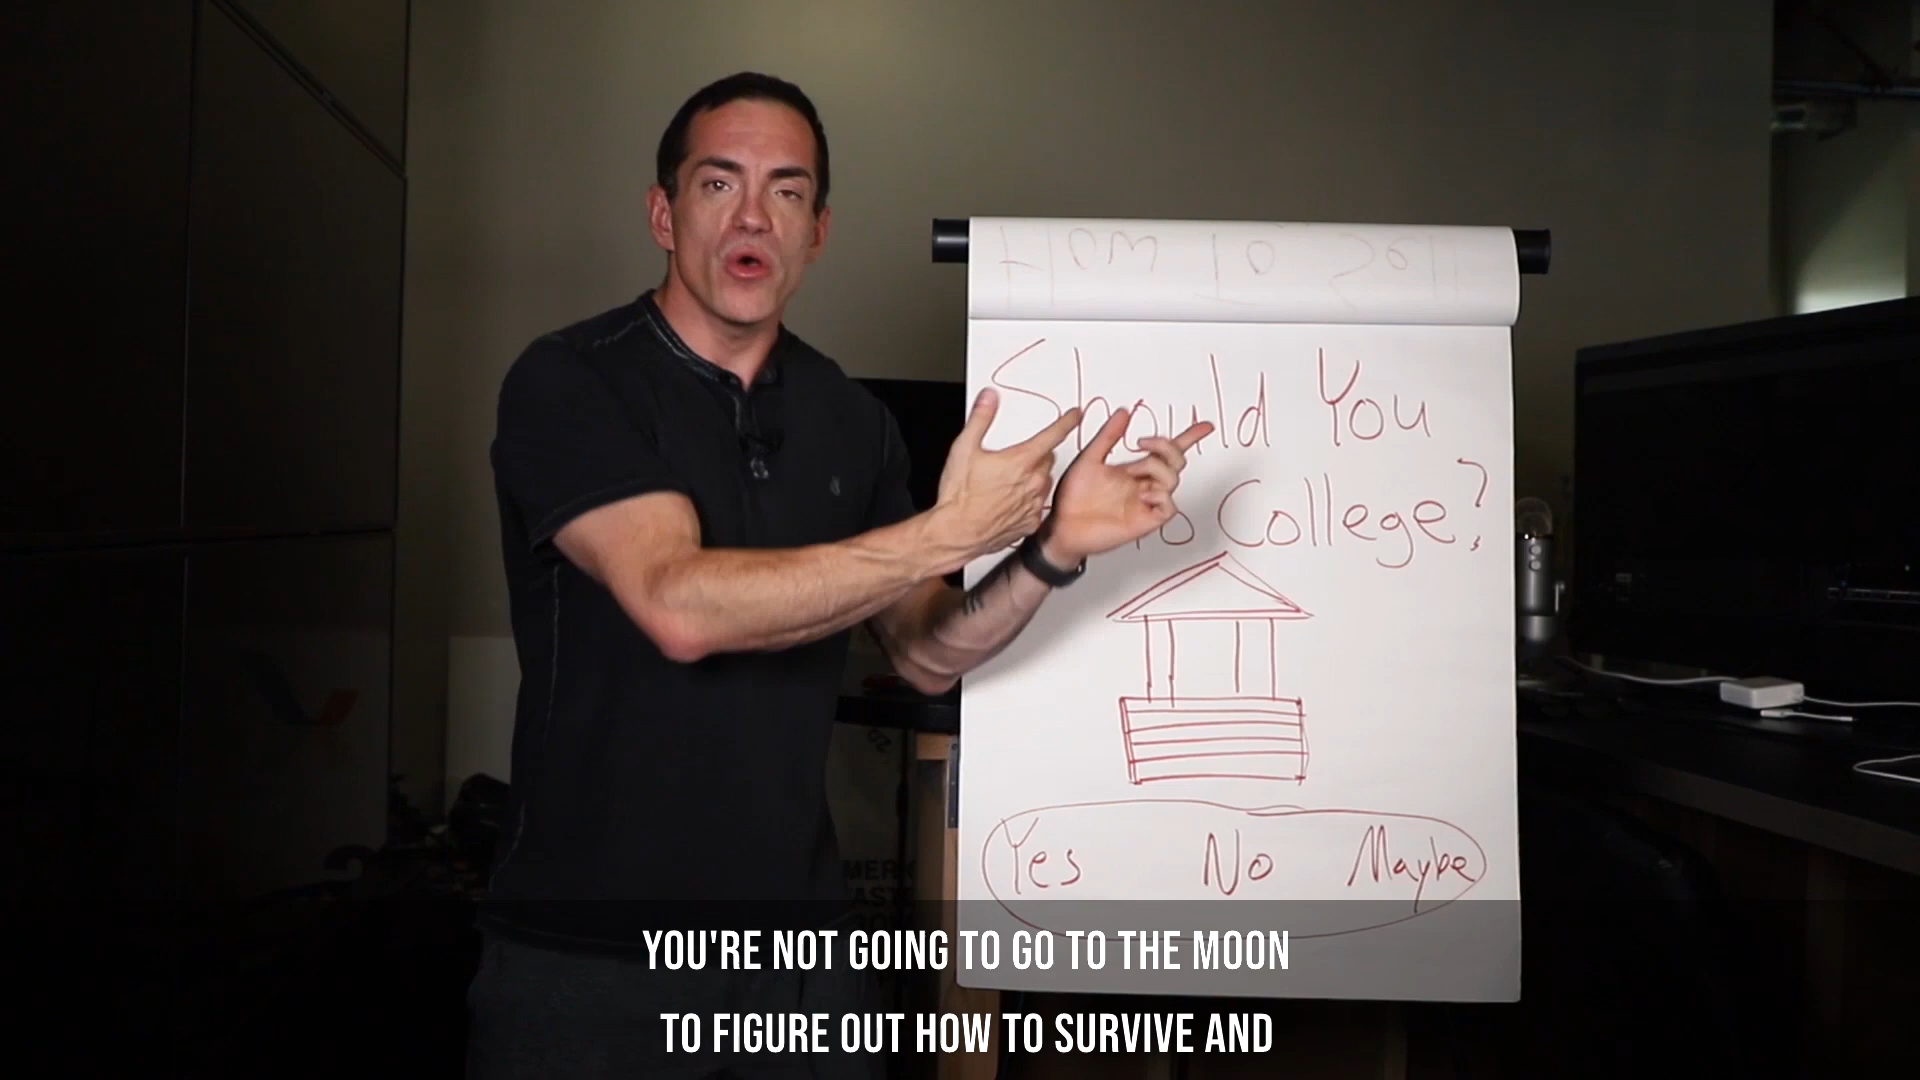 Should You
To College?
Yes No Maybe
YOU'RE NOT GOING TO GO TO THE MOON
TO FIGURE OUT HOW TO SURVIVE AND